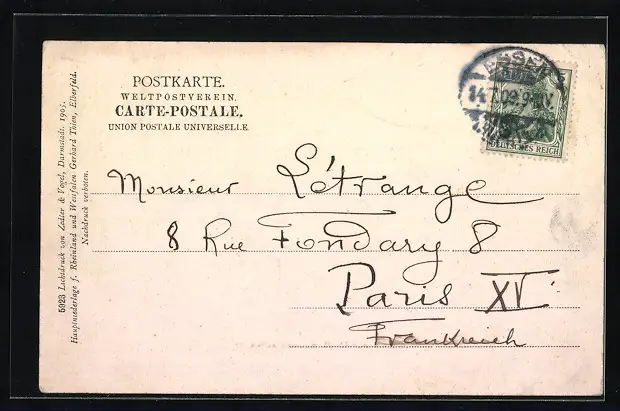 POSTKARTE.
WELTPOSTVEREIN.
CARTE-POSTALE.
UNION POSTALE UNIVERSELLE.
DEUTSCHES REICH
Monsieur Létrange
8 Rue Fondary 8
Paris XV
Frankreich
5923 Lichtdruck von Zedler & Vogel, Darmstadt. 1905.
Hauptniederlage f. Rheinland und Westfalen Gerhard Thien, Elberfeld.
Nachdruck verboten.